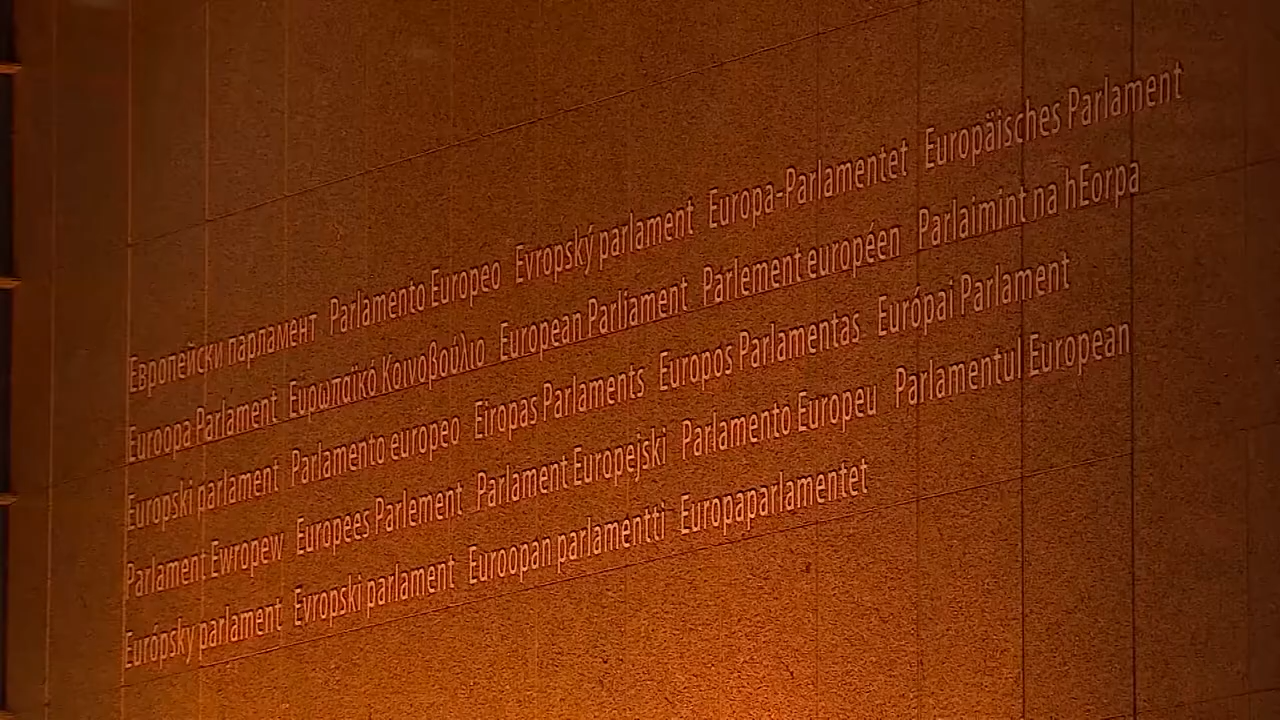 Европейски парламент Parlamento Europeo Evropský parlament Europa-Parlamentet Europäisches Parlament
Euroopa Parlament Ευρωπαϊκό Κοινοβούλιο European Parliament Parlement européen Parlaimint na hEorpa
Europski parlament Parlamento europeo Eiropas Parlaments Europos Parlamentas Európai Parlament
Parlament Ewropew Europees Parlement Parlament Europejski Parlamento Europeu Parlamentul European
Európsky parlament Evropski parlament Euroopan parlamentti Europaparlamentet